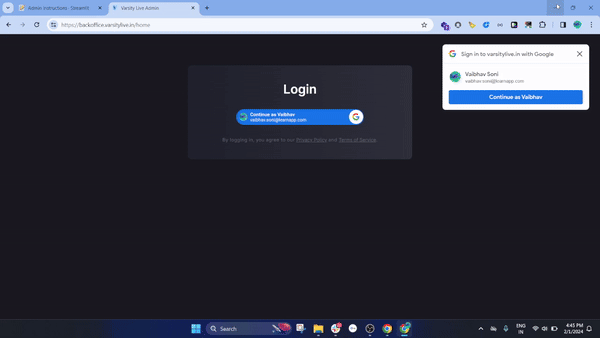 Admin Instructions · Streamlit
Varsity Live Admin
https://backoffice.varsitylive.in/home
Sign in to varsitylive.in with Google
Vaibhav Soni
vaibhav.soni@learnapp.com
Continue as Vaibhav
Login
Continue as Vaibhav
vaibhav.soni@learnapp.com
By logging in, you agree to our Privacy Policy and Terms of Service.
Search
ENG
IN
4:45 PM
2/1/2024